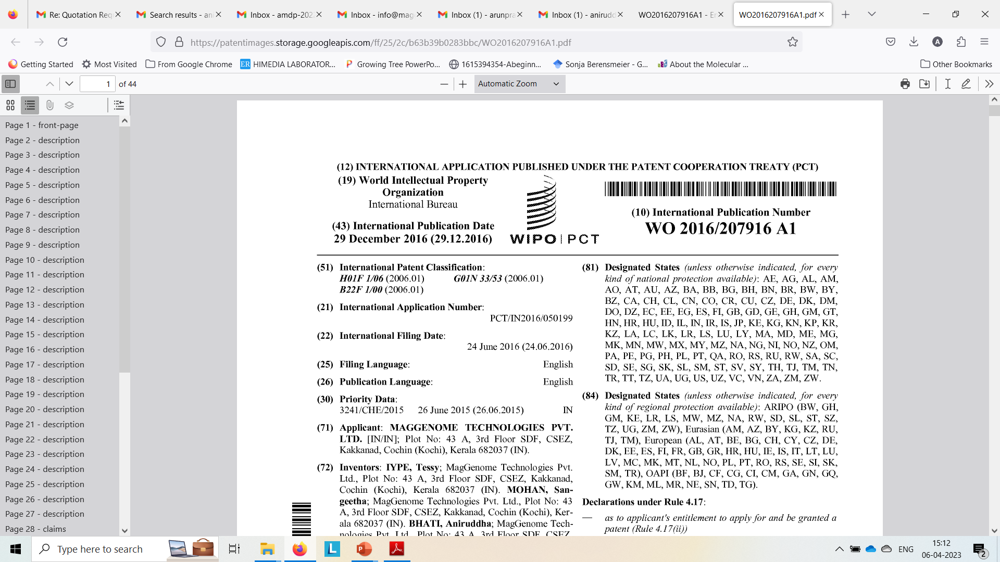 Re: Quotation Req
Search results - ani
Inbox - amdp-202
Inbox - info@mag
Inbox (1) - arunpra
Inbox (1) - anirudd
WO2016207916A1 - En
WO2016207916A1.pdf
https://patentimages.storage.googleapis.com/ff/25/2c/b63b39b0283bbc/WO2016207916A1.pdf
A
Getting Started
Most Visited
From Google Chrome
ER HIMEDIA LABORATOR...
Growing Tree PowerPo...
1615394354-Abeginn...
Sonja Berensmeier - G...
About the Molecular ...
Other Bookmarks
1 of 44
Automatic Zoom
Page 1 - front-page
Page 2 - description
Page 3 - description
Page 4 - description
Page 5 - description
Page 6 - description
Page 7 - description
Page 8 - description
Page 9 - description
Page 10 - description
Page 11 - description
Page 12 - description
Page 13 - description
Page 14 - description
Page 15 - description
Page 16 - description
Page 17 - description
Page 18 - description
Page 19 - description
Page 20 - description
Page 21 - description
Page 22 - description
Page 23 - description
Page 24 - description
Page 25 - description
Page 26 - description
Page 27 - description
Page 28 - claims
(12) INTERNATIONAL APPLICATION PUBLISHED UNDER THE PATENT COOPERATION TREATY (PCT)
(19) World Intellectual Property
Organization
International Bureau
(43) International Publication Date
29 December 2016 (29.12.2016)
WIPO | PCT
(10) International Publication Number
WO 2016/207916 A1
(51) International Patent Classification:
H01F 1/06 (2006.01) G01N 33/53 (2006.01)
B22F 1/00 (2006.01)
(21) International Application Number:
PCT/IN2016/050199
(22) International Filing Date:
24 June 2016 (24.06.2016)
(25) Filing Language: English
(26) Publication Language: English
(30) Priority Data:
3241/CHE/2015 26 June 2015 (26.06.2015) IN
(71) Applicant: MAGGENOME TECHNOLOGIES PVT.
LTD. [IN/IN]; Plot No: 43 A, 3rd Floor SDF, CSEZ,
Kakkanad, Cochin (Kochi), Kerala 682037 (IN).
(72) Inventors: IYPE, Tessy; MagGenome Technologies Pvt.
Ltd., Plot No: 43 A, 3rd Floor SDF, CSEZ, Kakkanad,
Cochin (Kochi), Kerala 682037 (IN). MOHAN, San-
geetha; MagGenome Technologies Pvt. Ltd., Plot No: 43
A, 3rd Floor SDF, CSEZ, Kakkanad, Cochin (Kochi), Ker-
ala 682037 (IN). BHATI, Aniruddha; MagGenome Tech-
nologies Pvt. Ltd., Plot No: 43 A, 3rd Floor SDF, CSEZ,
(81) Designated States (unless otherwise indicated, for every
kind of national protection available): AE, AG, AL, AM,
AO, AT, AU, AZ, BA, BB, BG, BH, BN, BR, BW, BY,
BZ, CA, CH, CL, CN, CO, CR, CU, CZ, DE, DK, DM,
DO, DZ, EC, EE, EG, ES, FI, GB, GD, GE, GH, GM, GT,
HN, HR, HU, ID, IL, IN, IR, IS, JP, KE, KG, KN, KP, KR,
KZ, LA, LC, LK, LR, LS, LU, LY, MA, MD, ME, MG,
MK, MN, MW, MX, MY, MZ, NA, NG, NI, NO, NZ, OM,
PA, PE, PG, PH, PL, PT, QA, RO, RS, RU, RW, SA, SC,
SD, SE, SG, SK, SL, SM, ST, SV, SY, TH, TJ, TM, TN,
TR, TT, TZ, UA, UG, US, UZ, VC, VN, ZA, ZM, ZW.
(84) Designated States (unless otherwise indicated, for every
kind of regional protection available): ARIPO (BW, GH,
GM, KE, LR, LS, MW, MZ, NA, RW, SD, SL, ST, SZ,
TZ, UG, ZM, ZW), Eurasian (AM, AZ, BY, KG, KZ, RU,
TJ, TM), European (AL, AT, BE, BG, CH, CY, CZ, DE,
DK, EE, ES, FI, FR, GB, GR, HR, HU, IE, IS, IT, LT, LU,
LV, MC, MK, MT, NL, NO, PL, PT, RO, RS, SE, SI, SK,
SM, TR), OAPI (BF, BJ, CF, CG, CI, CM, GA, GN, GQ,
GW, KM, ML, MR, NE, SN, TD, TG).
Declarations under Rule 4.17:
— as to applicant's entitlement to apply for and be granted a
patent (Rule 4.17(ii))
Type here to search
L
ENG
15:12
06-04-2023
2